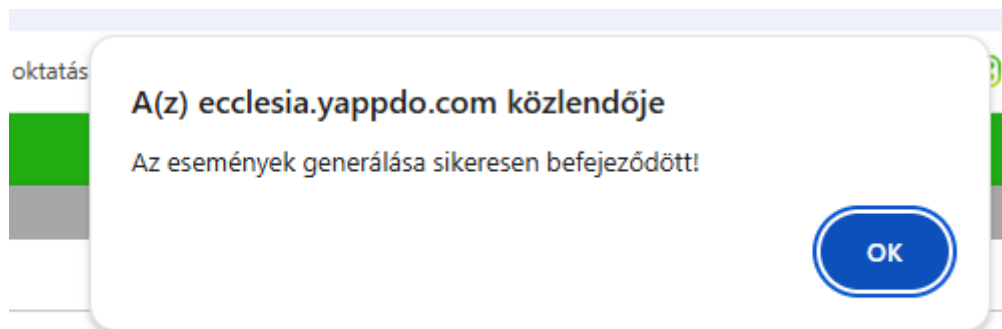 oktatás
A(z) ecclesia.yappdo.com közlendője
Az események generálása sikeresen befejeződött!
OK